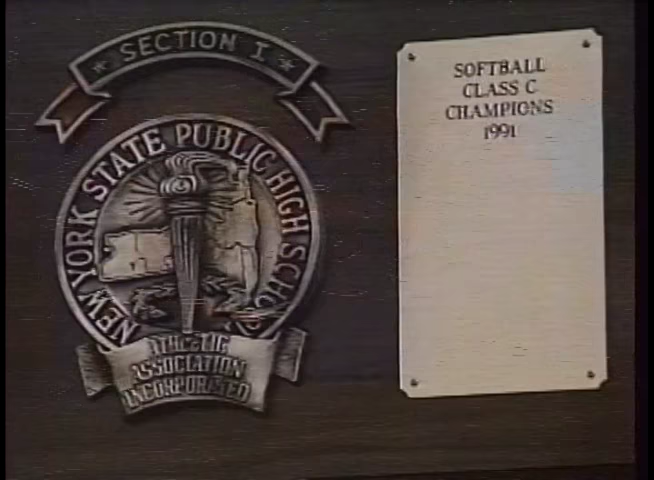 SECTION I
NEW YORK STATE PUBLIC HIGH SCHOOL
ATHLETIC
ASSOCIATION
INCORPORATED
SOFTBALL
CLASS C
CHAMPIONS
1991